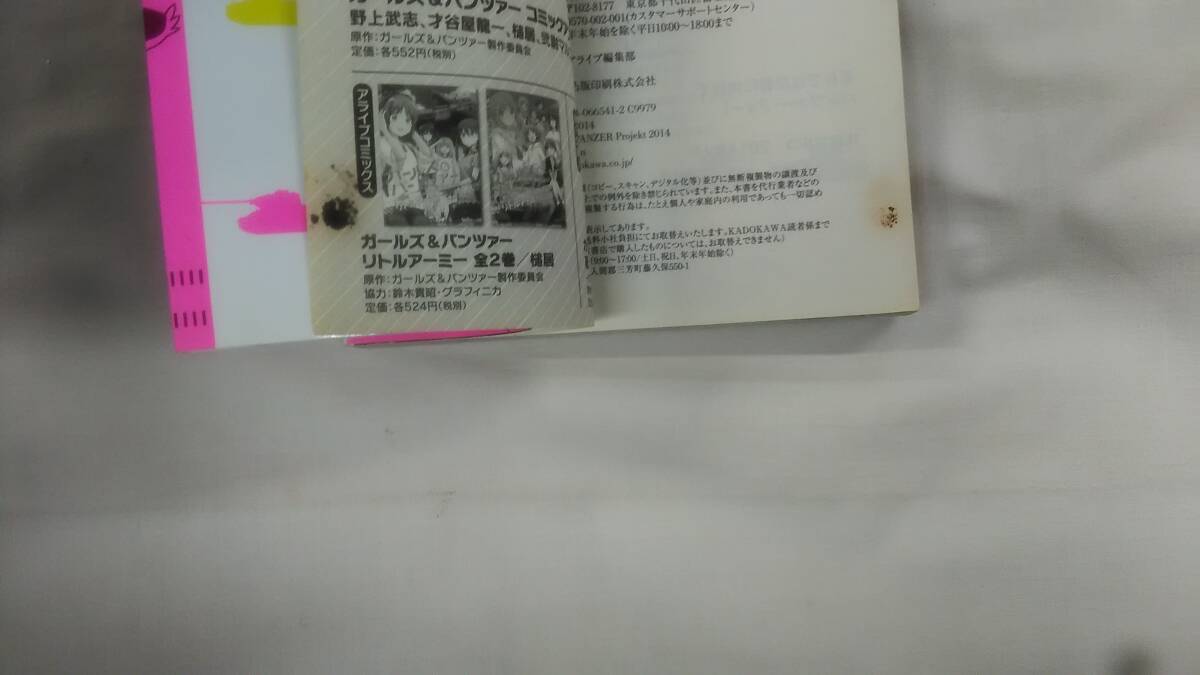 ガールズ&パンツァー コミック
野上武志、才谷屋龍一、槌居、
原作:ガールズ&パンツァー製作委員会
定価:各552円(税別)
アライブコミックス
ガールズ&パンツァー
リトルアーミー 全2巻/槌居
原作:ガールズ&パンツァー製作委員会
協力:鈴木貴昭・グラフィニカ
定価:各524円(税別)
〒102-8177 東京都千代田区
0570-002-001(カスタマーサポートセンター)
年末年始を除く平日10:00~18:00まで
アライブ編集部
版印刷株式会社
-066541-2 C9979
2014
PANZER Projekt 2014
okawa.co.jp/
(コピー、スキャン、デジタル化等)並びに無断複製物の譲渡及び
上での例外を除き禁じられています。また、本書を代行業者などの
複製する行為は、たとえ個人や家庭内の利用であっても一切認め
表示してあります。
料小社負担にてお取替えいたします。KADOKAWA読者係まで
書店で購入したものについては、お取替えできません)
(9:00~17:00/土日、祝日、年末年始除く)
入間郡三芳町藤久保550-1